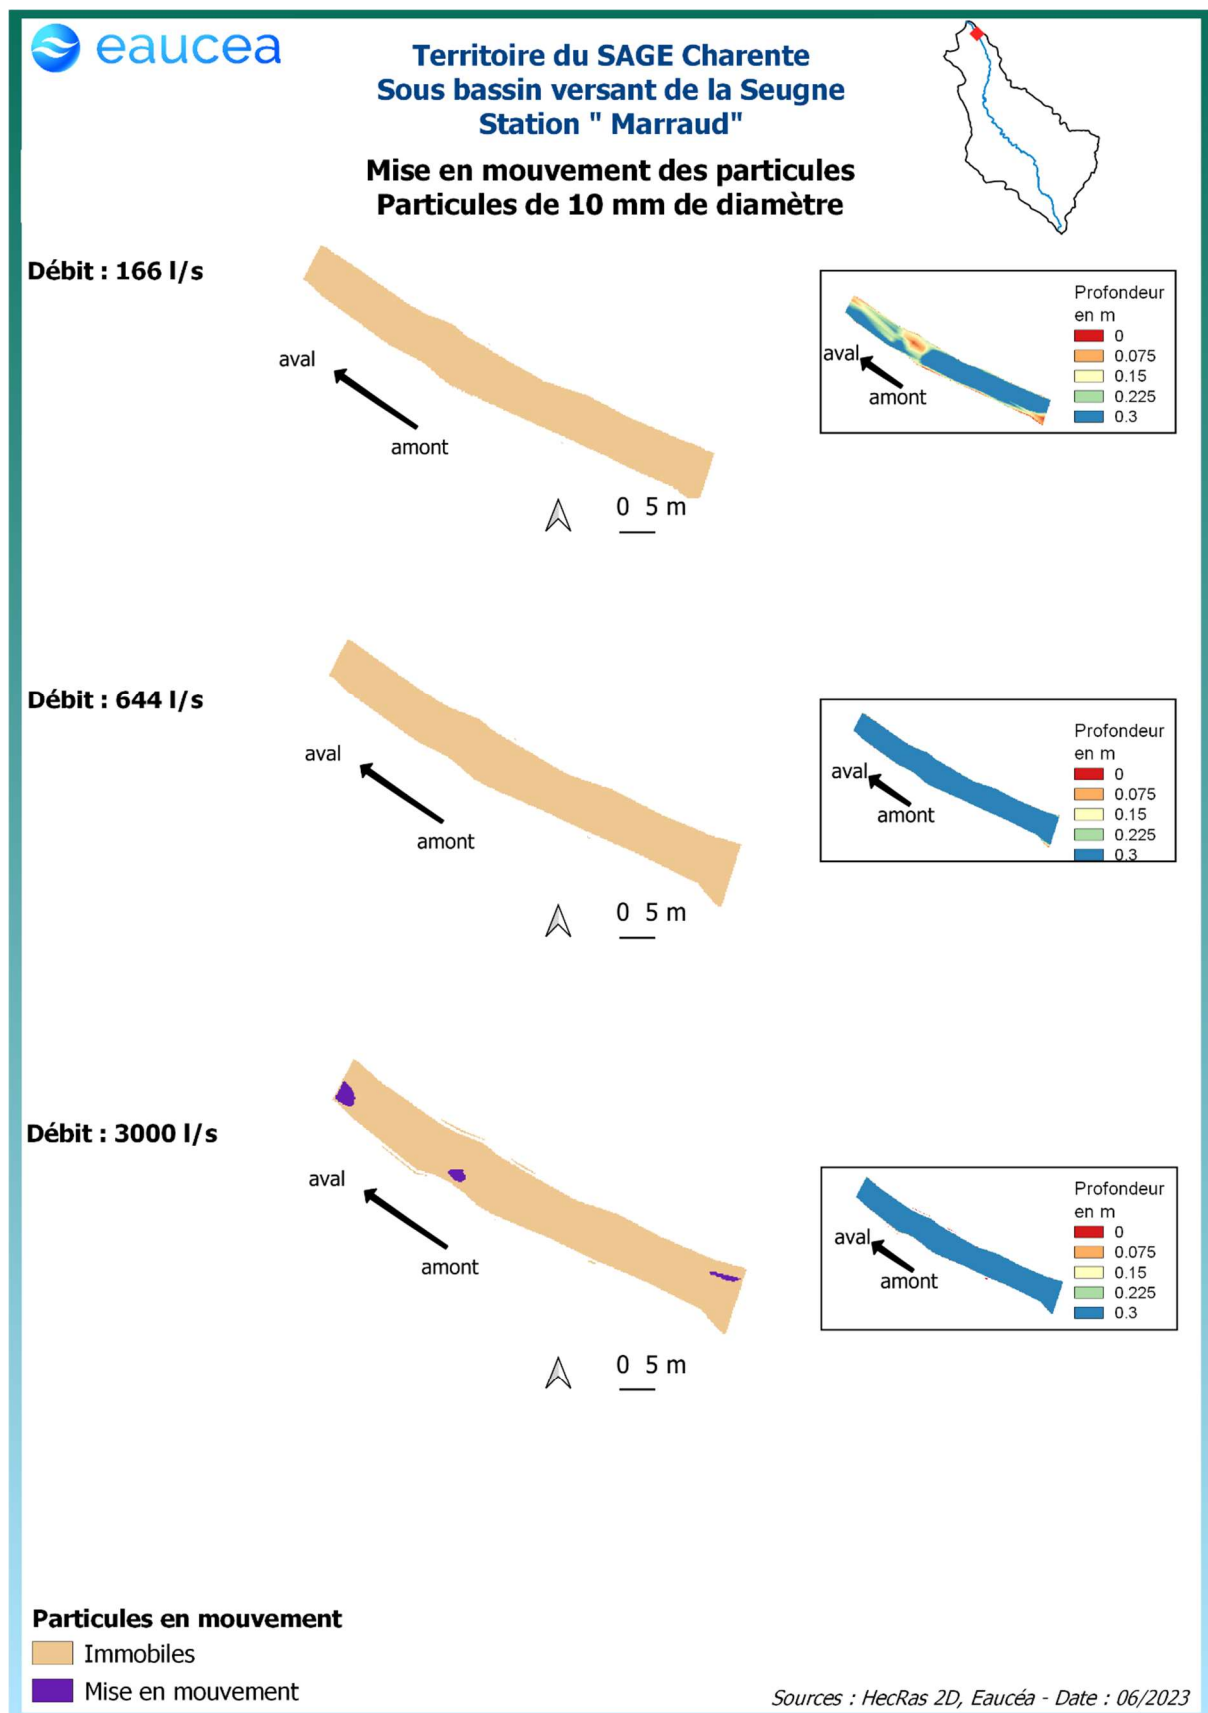 eaucea
Territoire du SAGE Charente
Sous bassin versant de la Seugne
Station " Marraud"
Mise en mouvement des particules
Particules de 10 mm de diamètre
Débit : 166 l/s
aval
amont
0 5 m
Profondeur
en m
0
0.075
0.15
0.225
0.3
aval
amont
Débit : 644 l/s
aval
amont
0 5 m
Profondeur
en m
0
0.075
0.15
0.225
0.3
aval
amont
Débit : 3000 l/s
aval
amont
0 5 m
Profondeur
en m
0
0.075
0.15
0.225
0.3
aval
amont
Particules en mouvement
Immobiles
Mise en mouvement
Sources : HecRas 2D, Eaucéa - Date : 06/2023